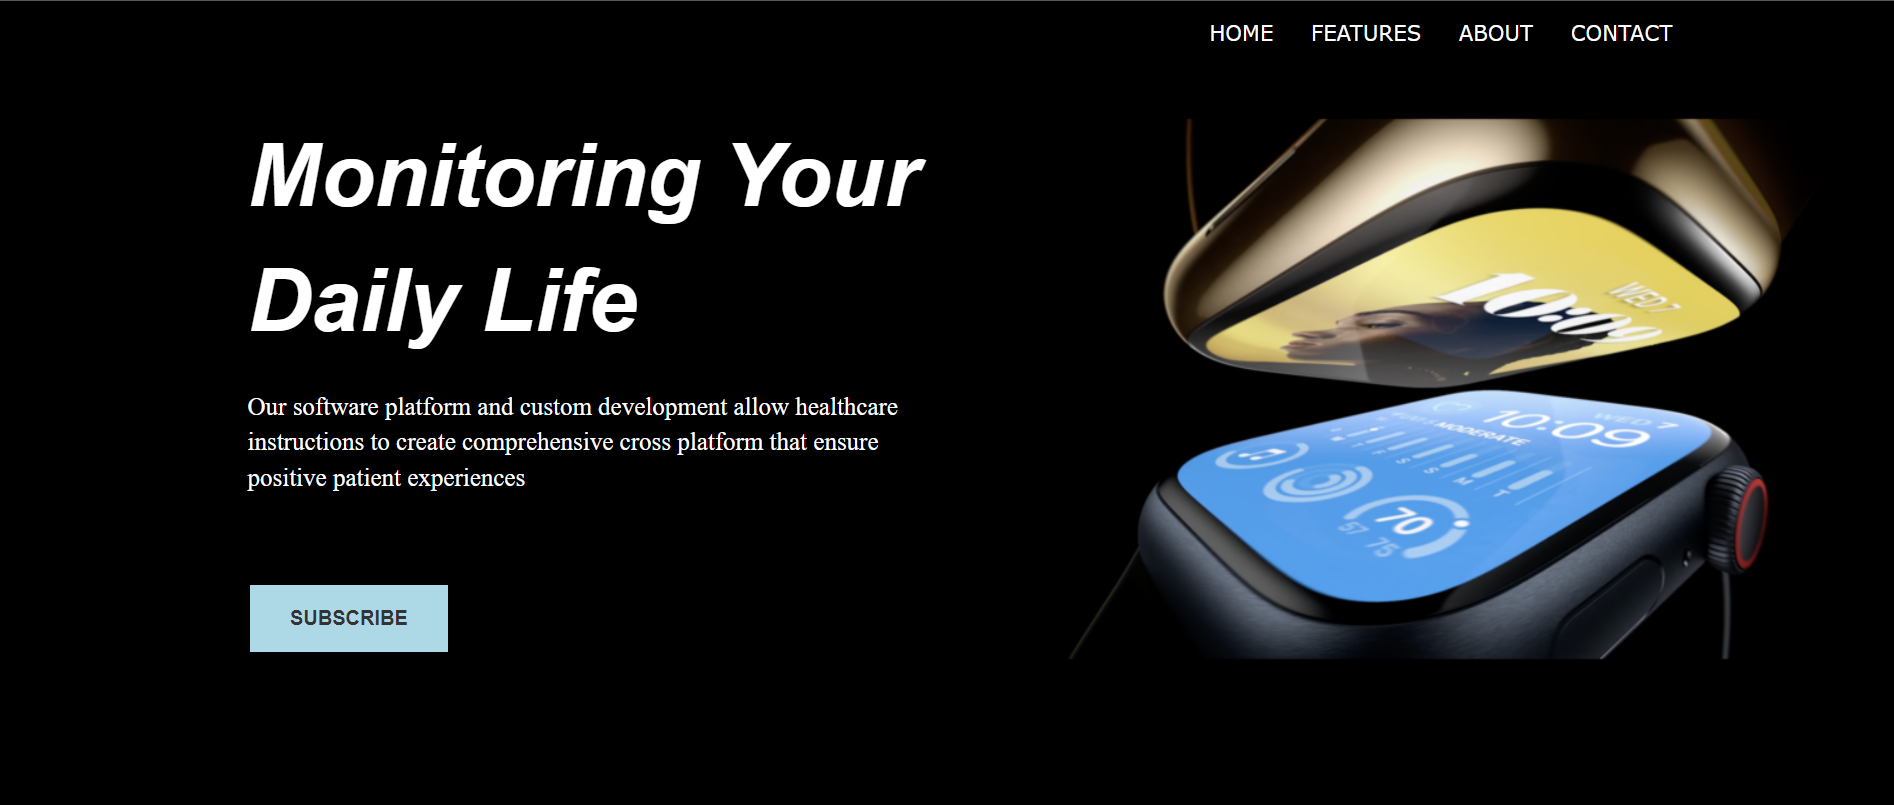 HOME FEATURES ABOUT CONTACT
Monitoring Your
Daily Life
Our software platform and custom development allow healthcare
instructions to create comprehensive cross platform that ensure
positive patient experiences
SUBSCRIBE
WED 7
10:09
WED 7
10:09
MODERATE
F S S M T
70
57 75